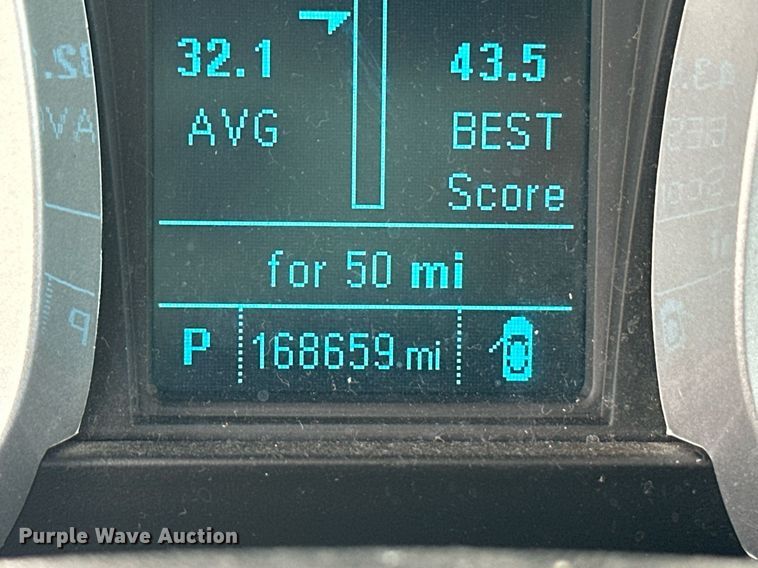 32.1 43.5
AVG BEST
Score
for 50 mi
P 168659 mi
Purple Wave Auction